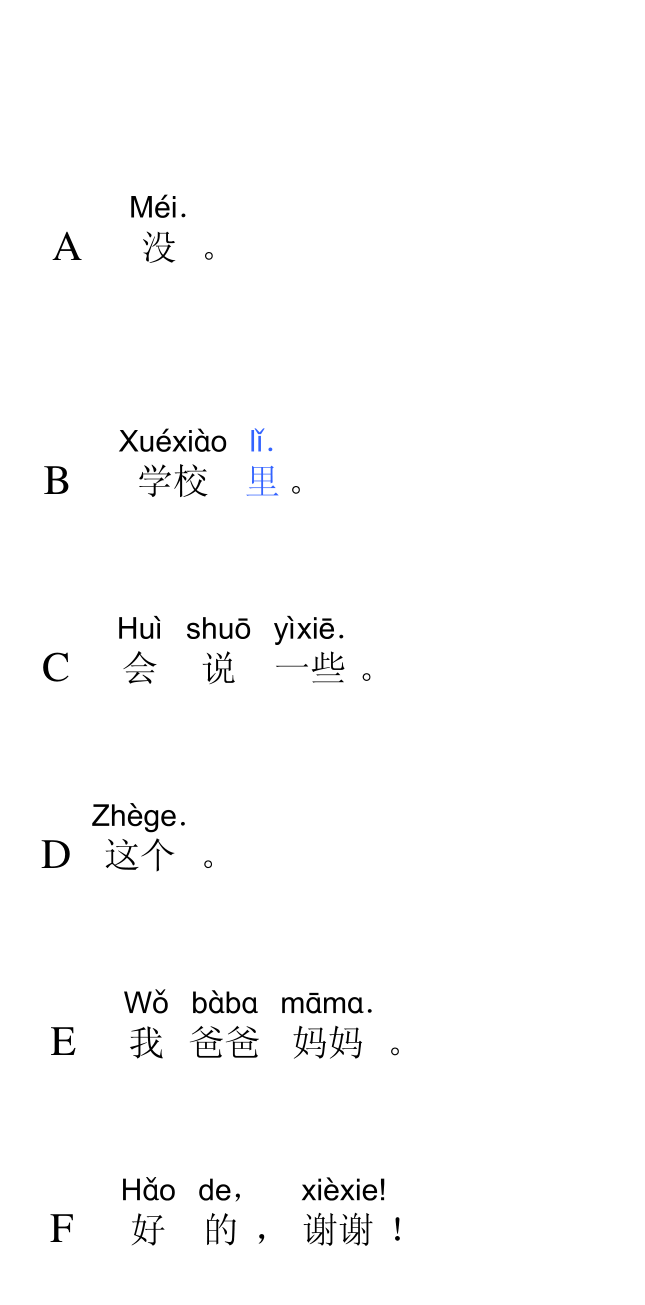 Méi.
A 没 。
Xuéxiào lǐ.
B 学校 里 。
Huì shuō yìxiē.
C 会 说 一些 。
Zhège.
D 这个 。
Wǒ bàba māma.
E 我 爸爸 妈妈 。
Hǎo de， xièxie!
F 好 的 ， 谢谢 ！